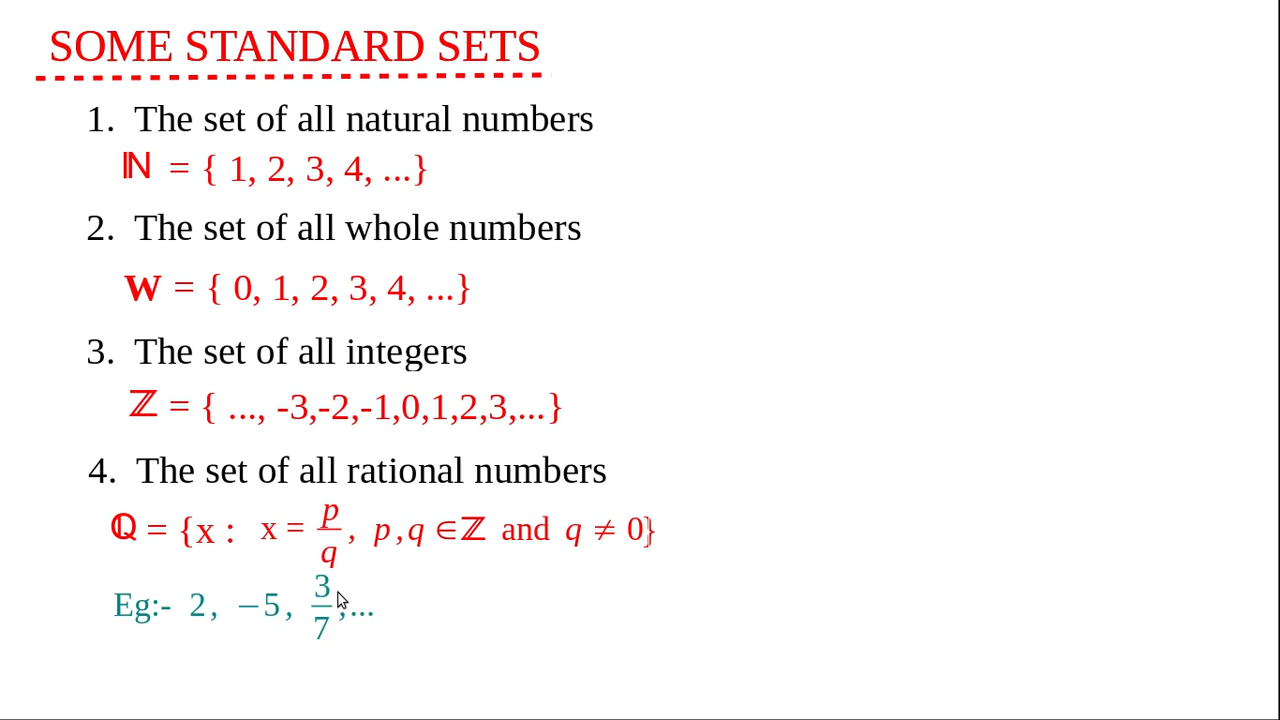 SOME STANDARD SETS
1. The set of all natural numbers
ℕ = { 1, 2, 3, 4, ...}
2. The set of all whole numbers
W = { 0, 1, 2, 3, 4, ...}
3. The set of all integers
ℤ = { ..., -3,-2,-1,0,1,2,3,...}
4. The set of all rational numbers
ℚ = {x : x = p/q, p,q ∈ℤ and q ≠ 0}
Eg:- 2, −5, 3/7,...